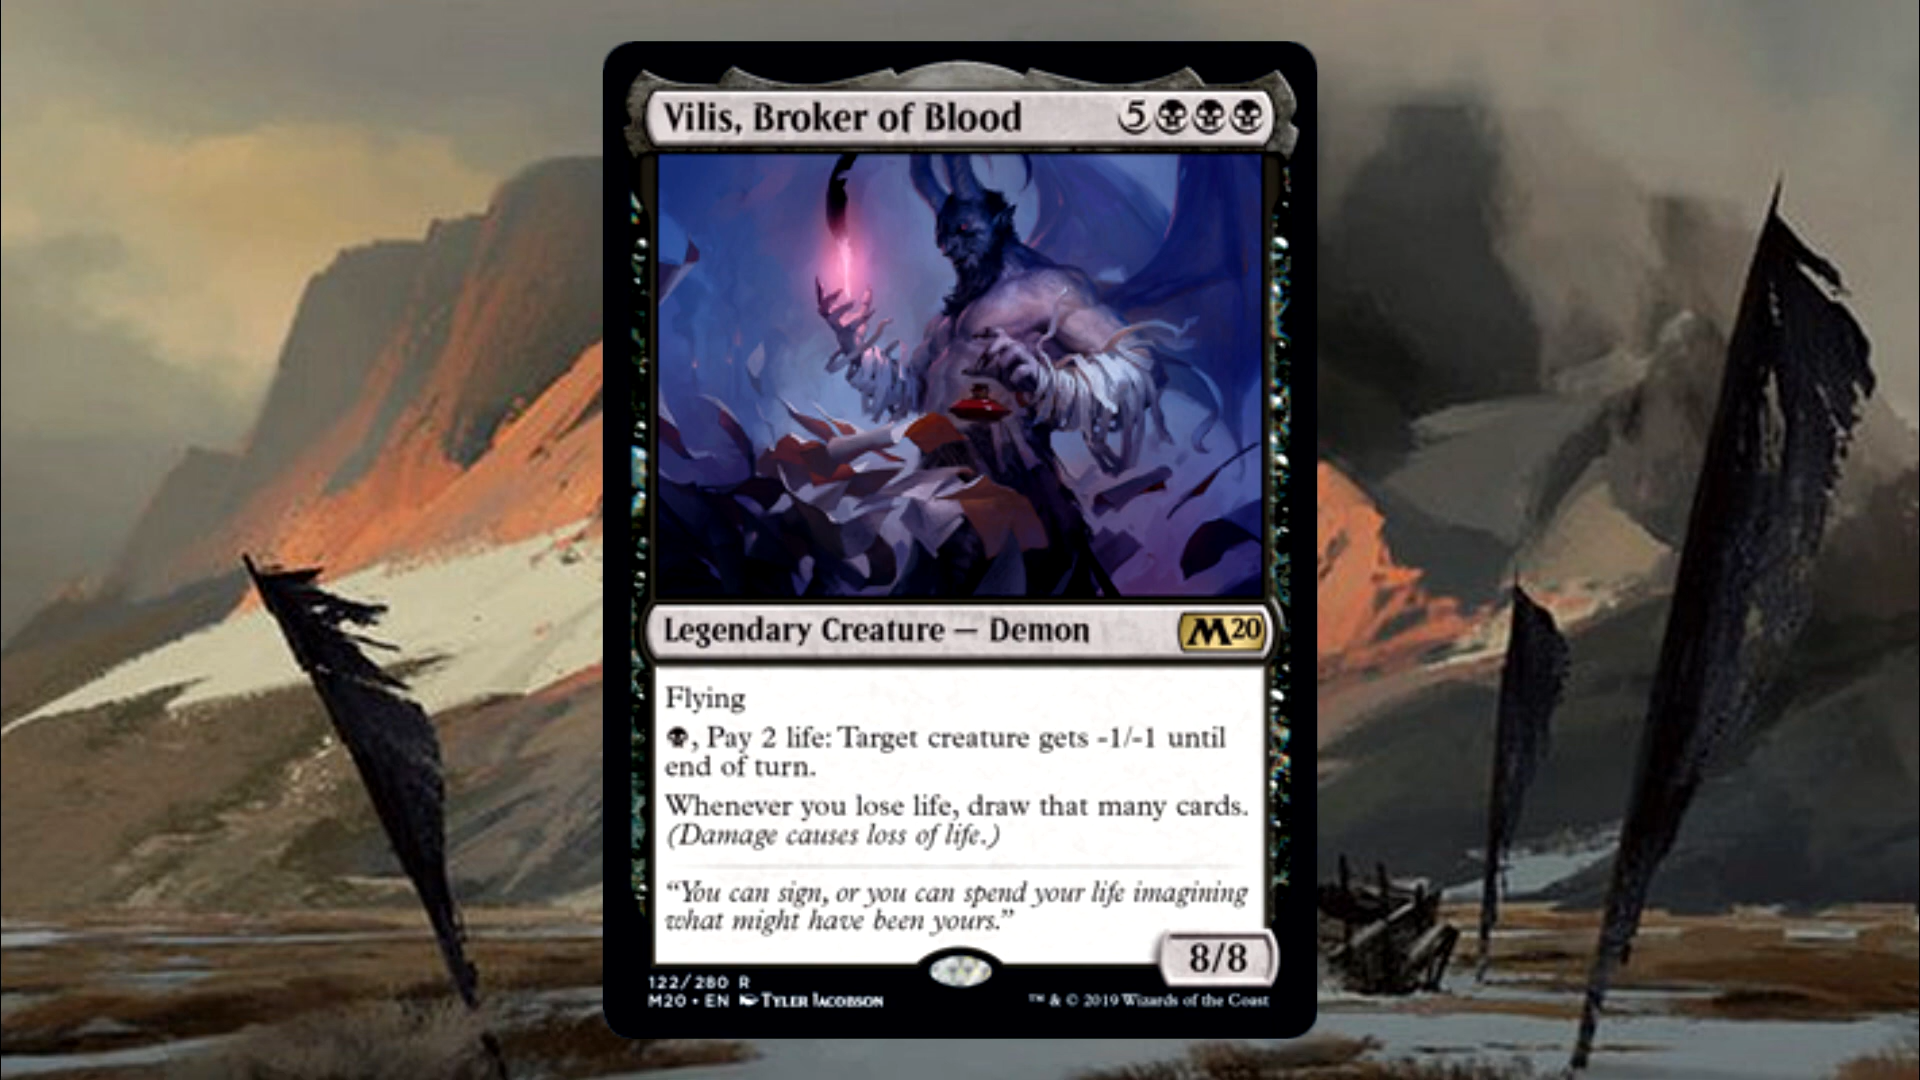 Vilis, Broker of Blood 5
Legendary Creature — Demon M20
Flying
, Pay 2 life: Target creature gets -1/-1 until
end of turn.
Whenever you lose life, draw that many cards.
(Damage causes loss of life.)
“You can sign, or you can spend your life imagining
what might have been yours.”
8/8
122/280 R
M20 • EN Tyler Jacobson
™ & © 2019 Wizards of the Coast